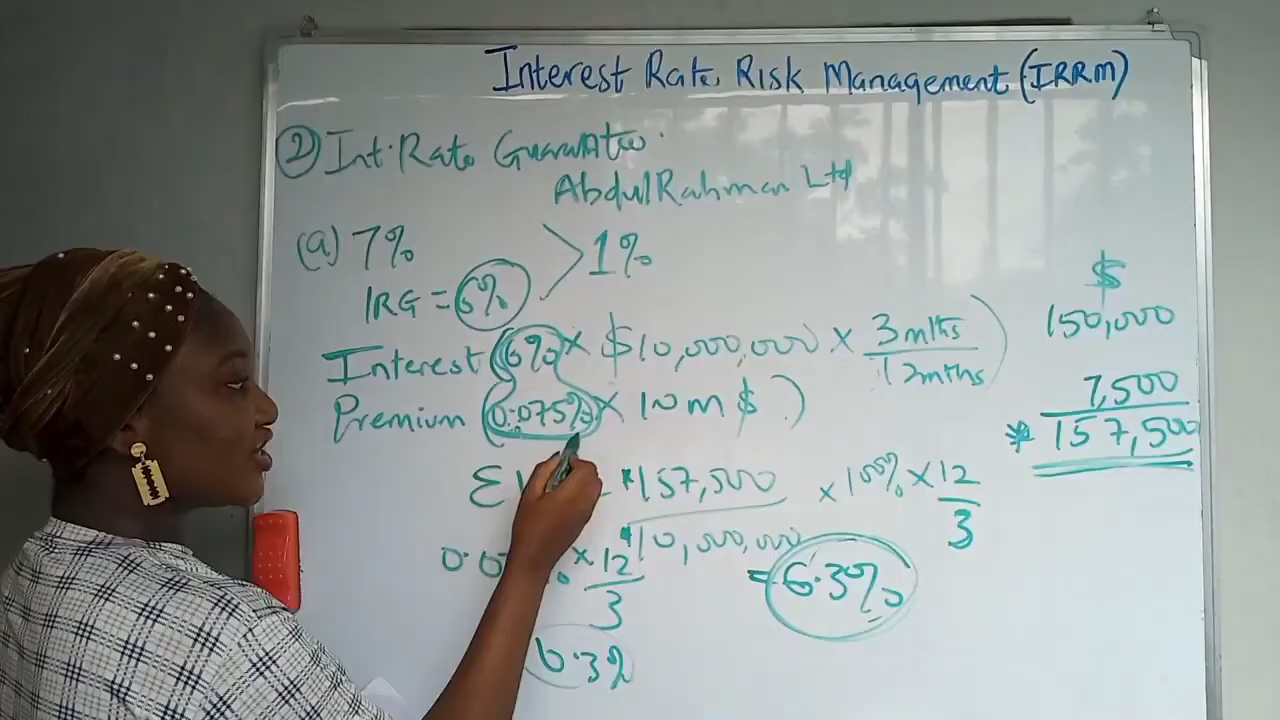 Interest Rate Risk Management (IRRM)
② Int. Rate Guarantee
AbdulRahman Ltd
(a) 7% > 1%
IRG = 6%
$
Interest (6% × $10,000,000 × 3mths / 12mths) 150,000
Premium (0.075% × 10m $) 7,500
157,500
157,500 × 100% × 12
10,000,000 3
× 12 = 6.3%
3
0.3%